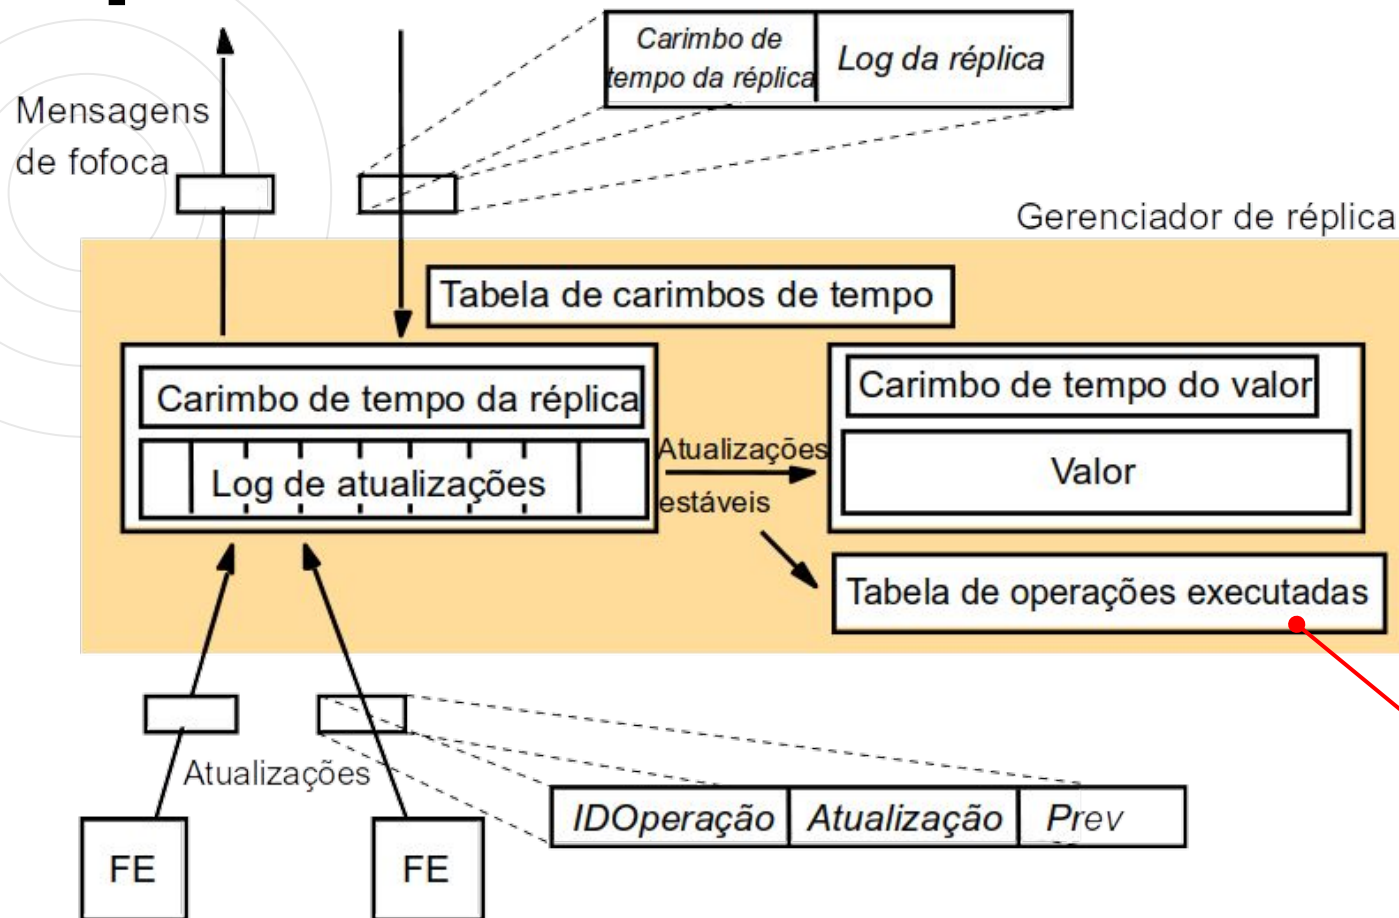 Carimbo de
tempo da réplica
Log da réplica
Mensagens
de fofoca
Gerenciador de réplica
Tabela de carimbos de tempo
Carimbo de tempo da réplica
Log de atualizações
Atualizações
estáveis
Carimbo de tempo do valor
Valor
Tabela de operações executadas
Atualizações
IDOperação
Atualização
Prev
FE
FE